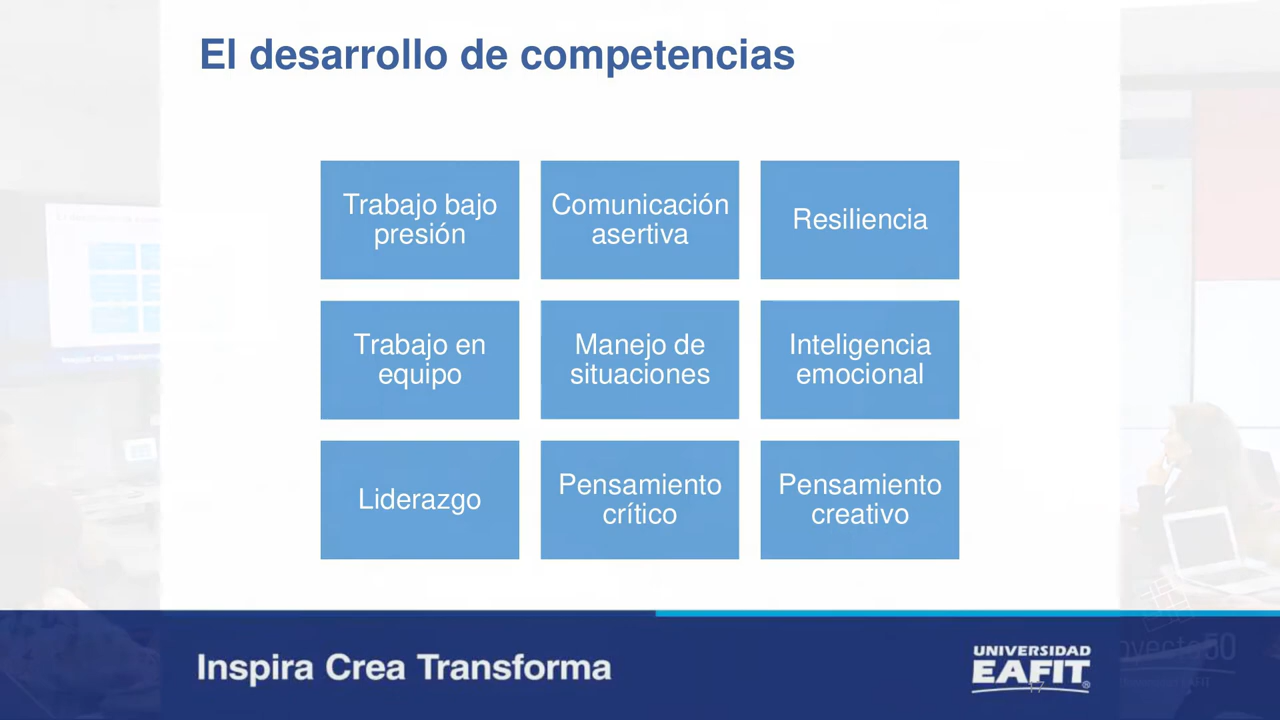 El desarrollo de competencias
Trabajo bajo
presión
Comunicación
asertiva
Resiliencia
Trabajo en
equipo
Manejo de
situaciones
Inteligencia
emocional
Liderazgo
Pensamiento
crítico
Pensamiento
creativo
Inspira Crea Transforma
UNIVERSIDAD
EAFIT®
17